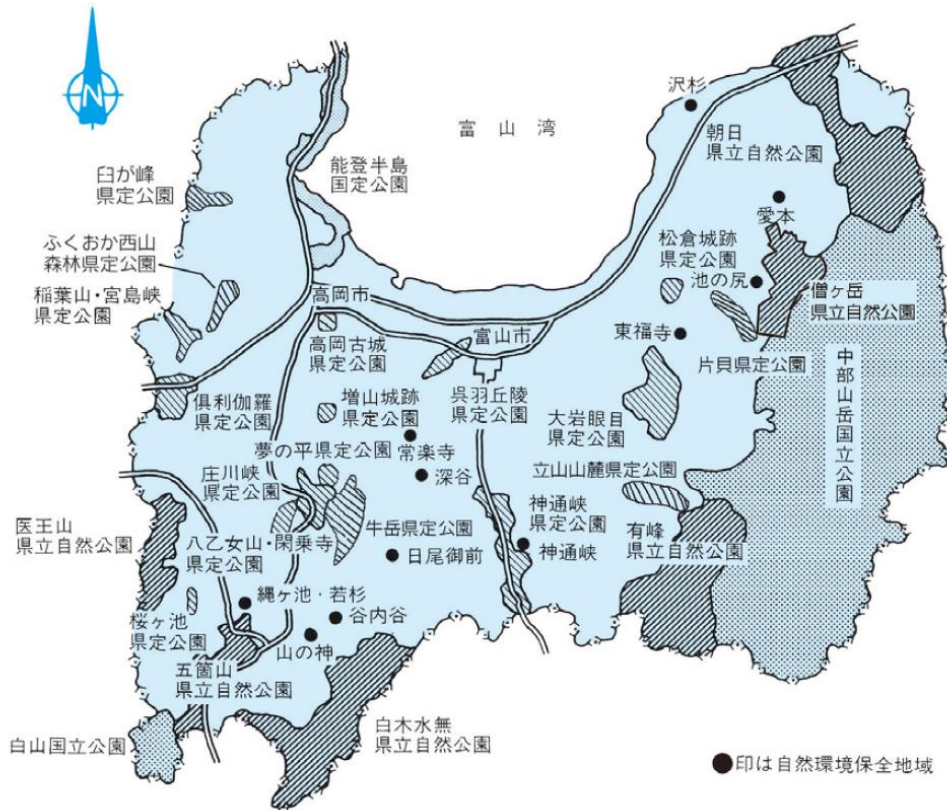 N
富山湾
沢杉
朝日
県立自然公園
能登半島
国定公園
臼が峰
県定公園
愛本
ふくおか西山
森林県定公園
松倉城跡
県定公園
池の尻
稲葉山・宮島峡
県定公園
高岡市
僧ケ岳
県立自然公園
富山市
東福寺
高岡古城
県定公園
片貝県定公園
中部山岳国立公園
倶利伽羅
県定公園
増山城跡
県定公園
呉羽丘陵
県定公園
大岩眼目
県定公園
常楽寺
夢の平県定公園
深谷
立山山麓県定公園
庄川峡
県定公園
神通峡
県定公園
医王山
県立自然公園
牛岳県定公園
有峰
県立自然公園
八乙女山・閑乗寺
県定公園
日尾御前
神通峡
縄ヶ池・若杉
谷内谷
桜ヶ池
県定公園
山の神
五箇山
県立自然公園
白山国立公園
白木水無
県立自然公園
●印は自然環境保全地域